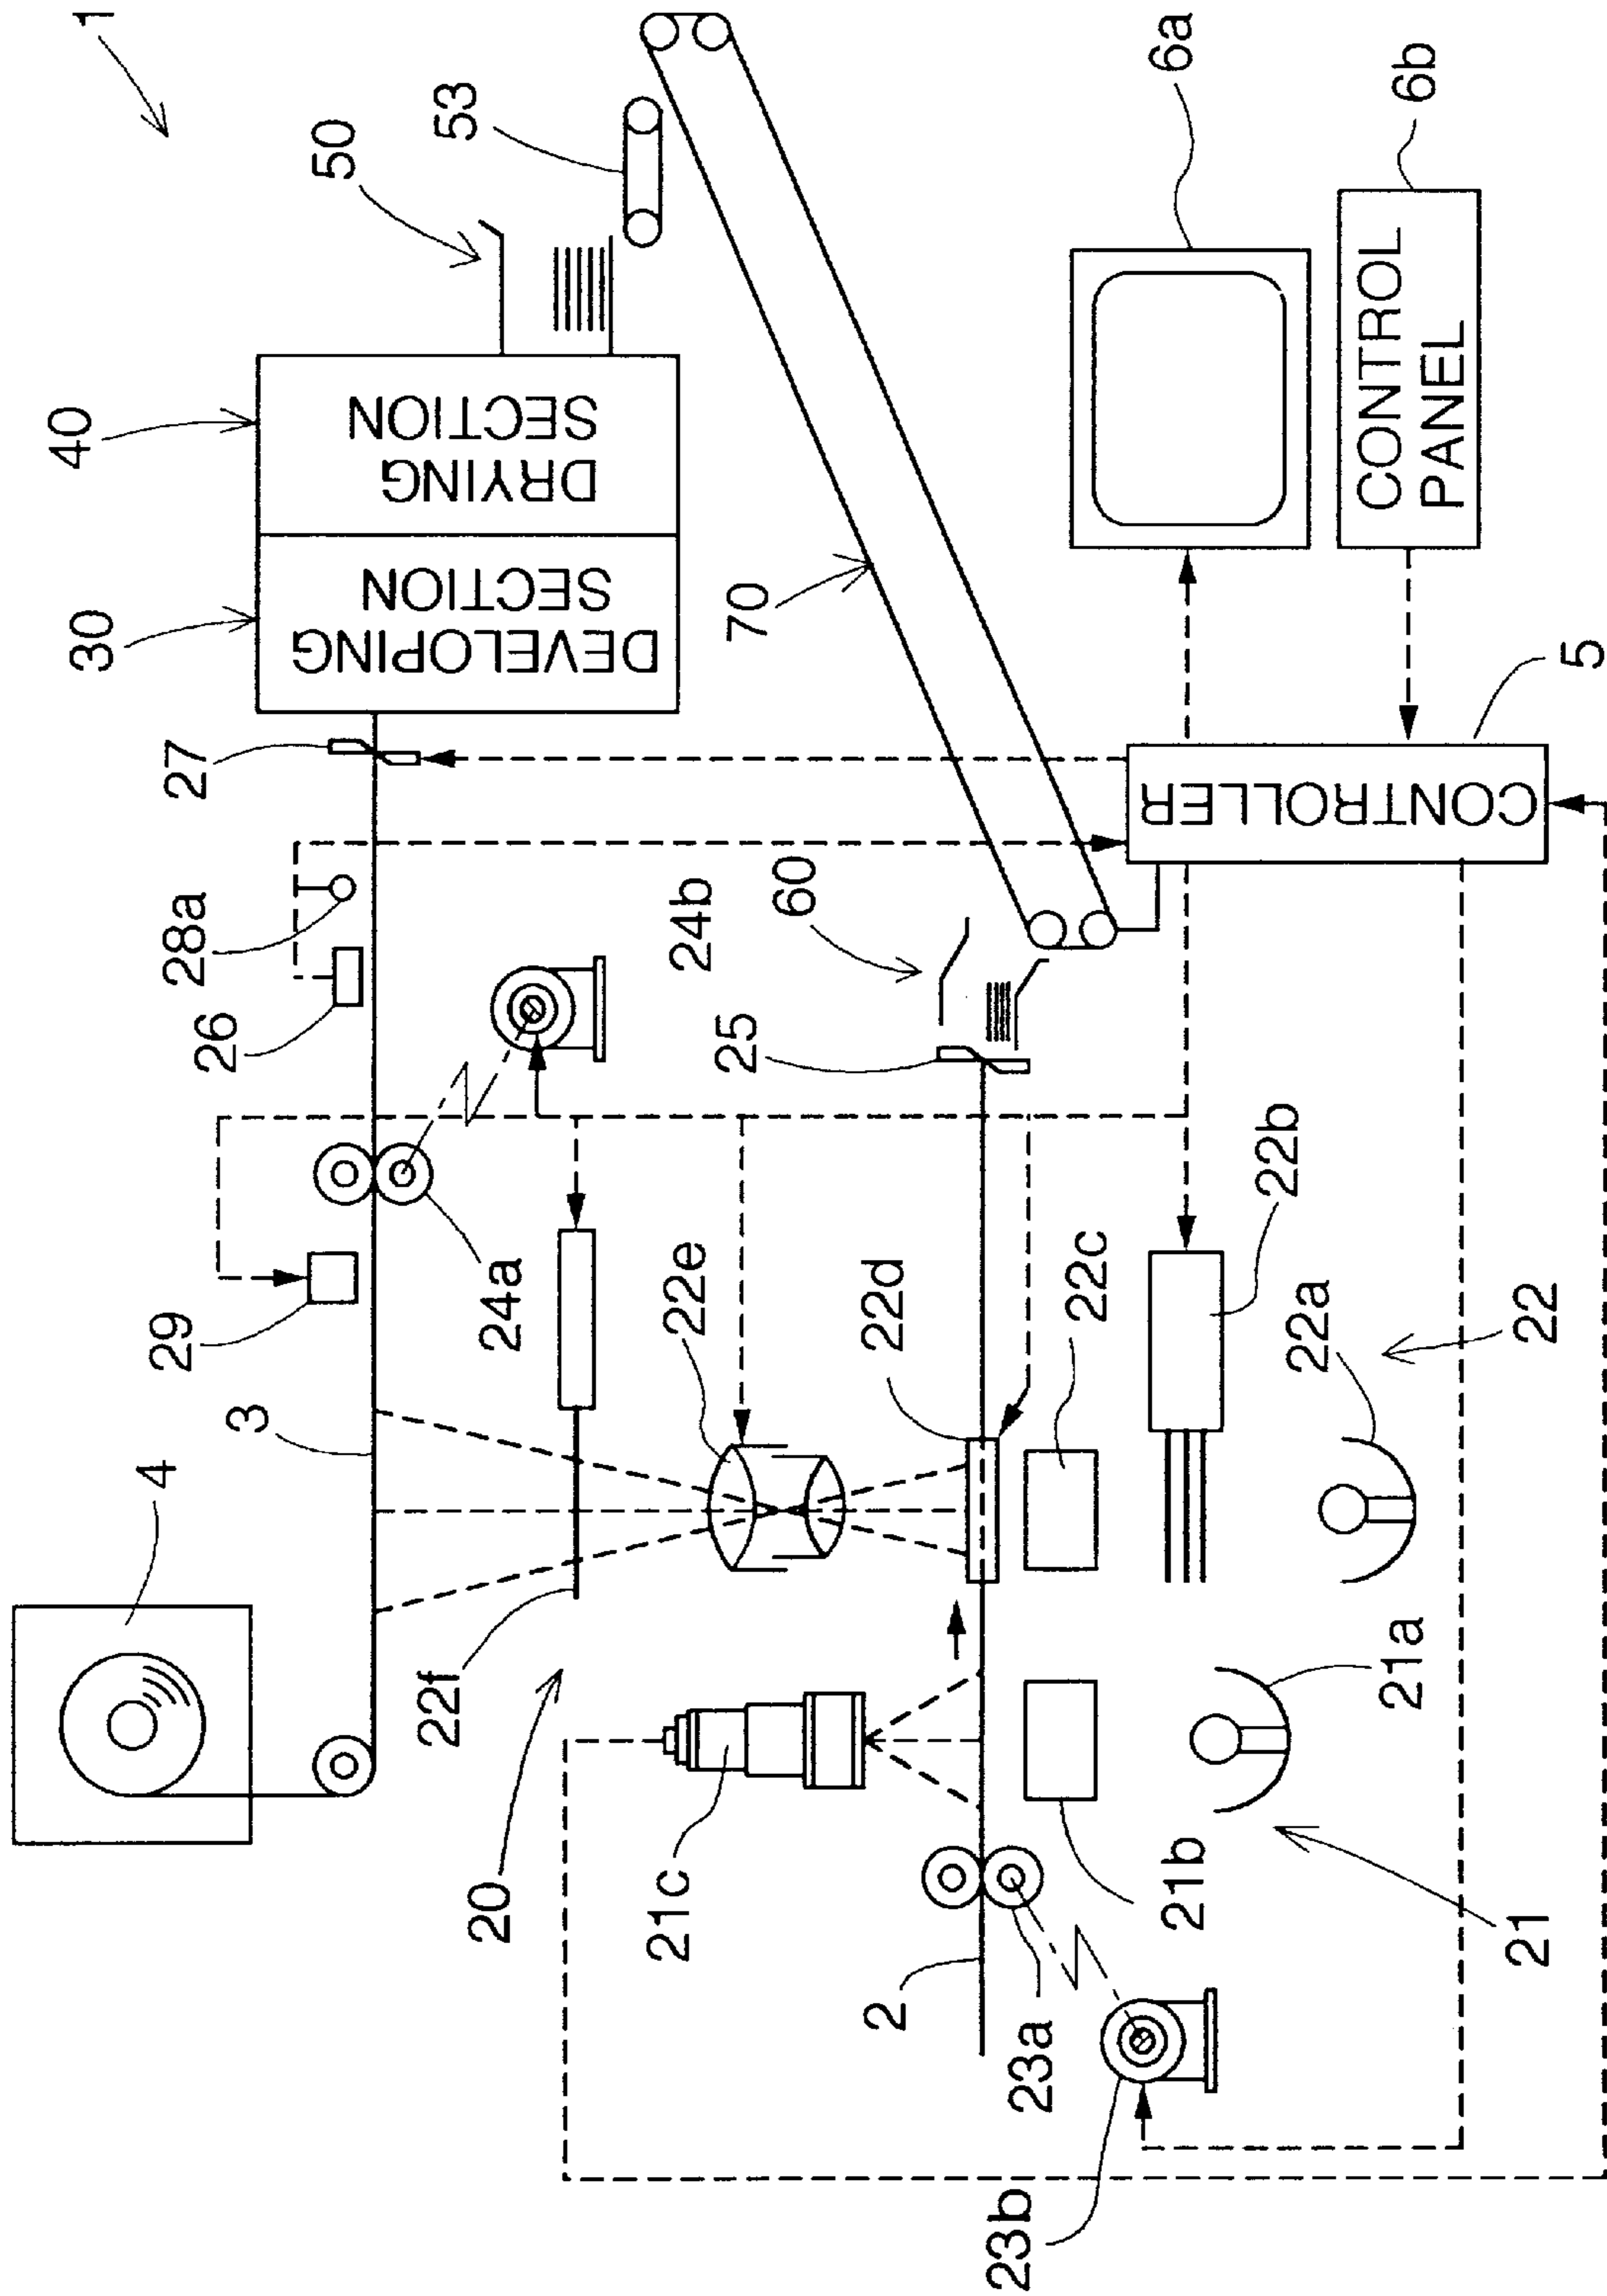 1
40
50
53
30
DEVELOPING
SECTION
DRYING
SECTION
27
28a
26
29
3
4
24a
24b
60
25
70
6a
6b
CONTROL
PANEL
5
CONTROLLER
22f
22e
22d
22c
22b
22a
22
20
21c
21b
21a
21
2
23a
23b